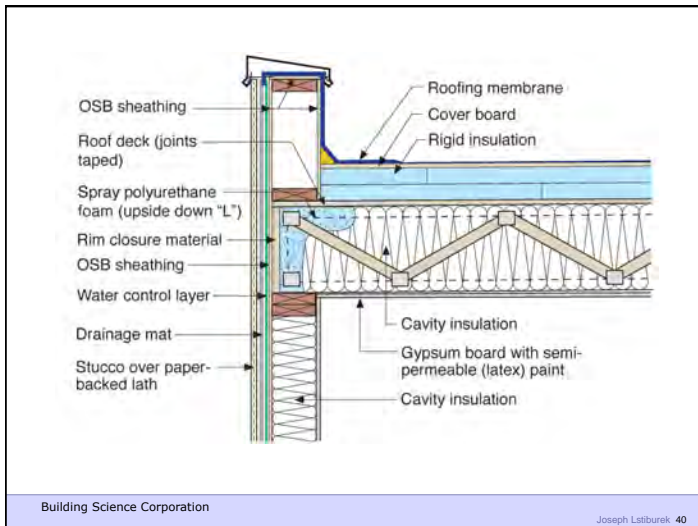 OSB sheathing
Roof deck (joints
taped)
Spray polyurethane
foam (upside down “L”)
Rim closure material
OSB sheathing
Water control layer
Drainage mat
Stucco over paper-
backed lath
Roofing membrane
Cover board
Rigid insulation
Cavity insulation
Gypsum board with semi-
permeable (latex) paint
Cavity insulation
Building Science Corporation
Joseph Lstiburek 40